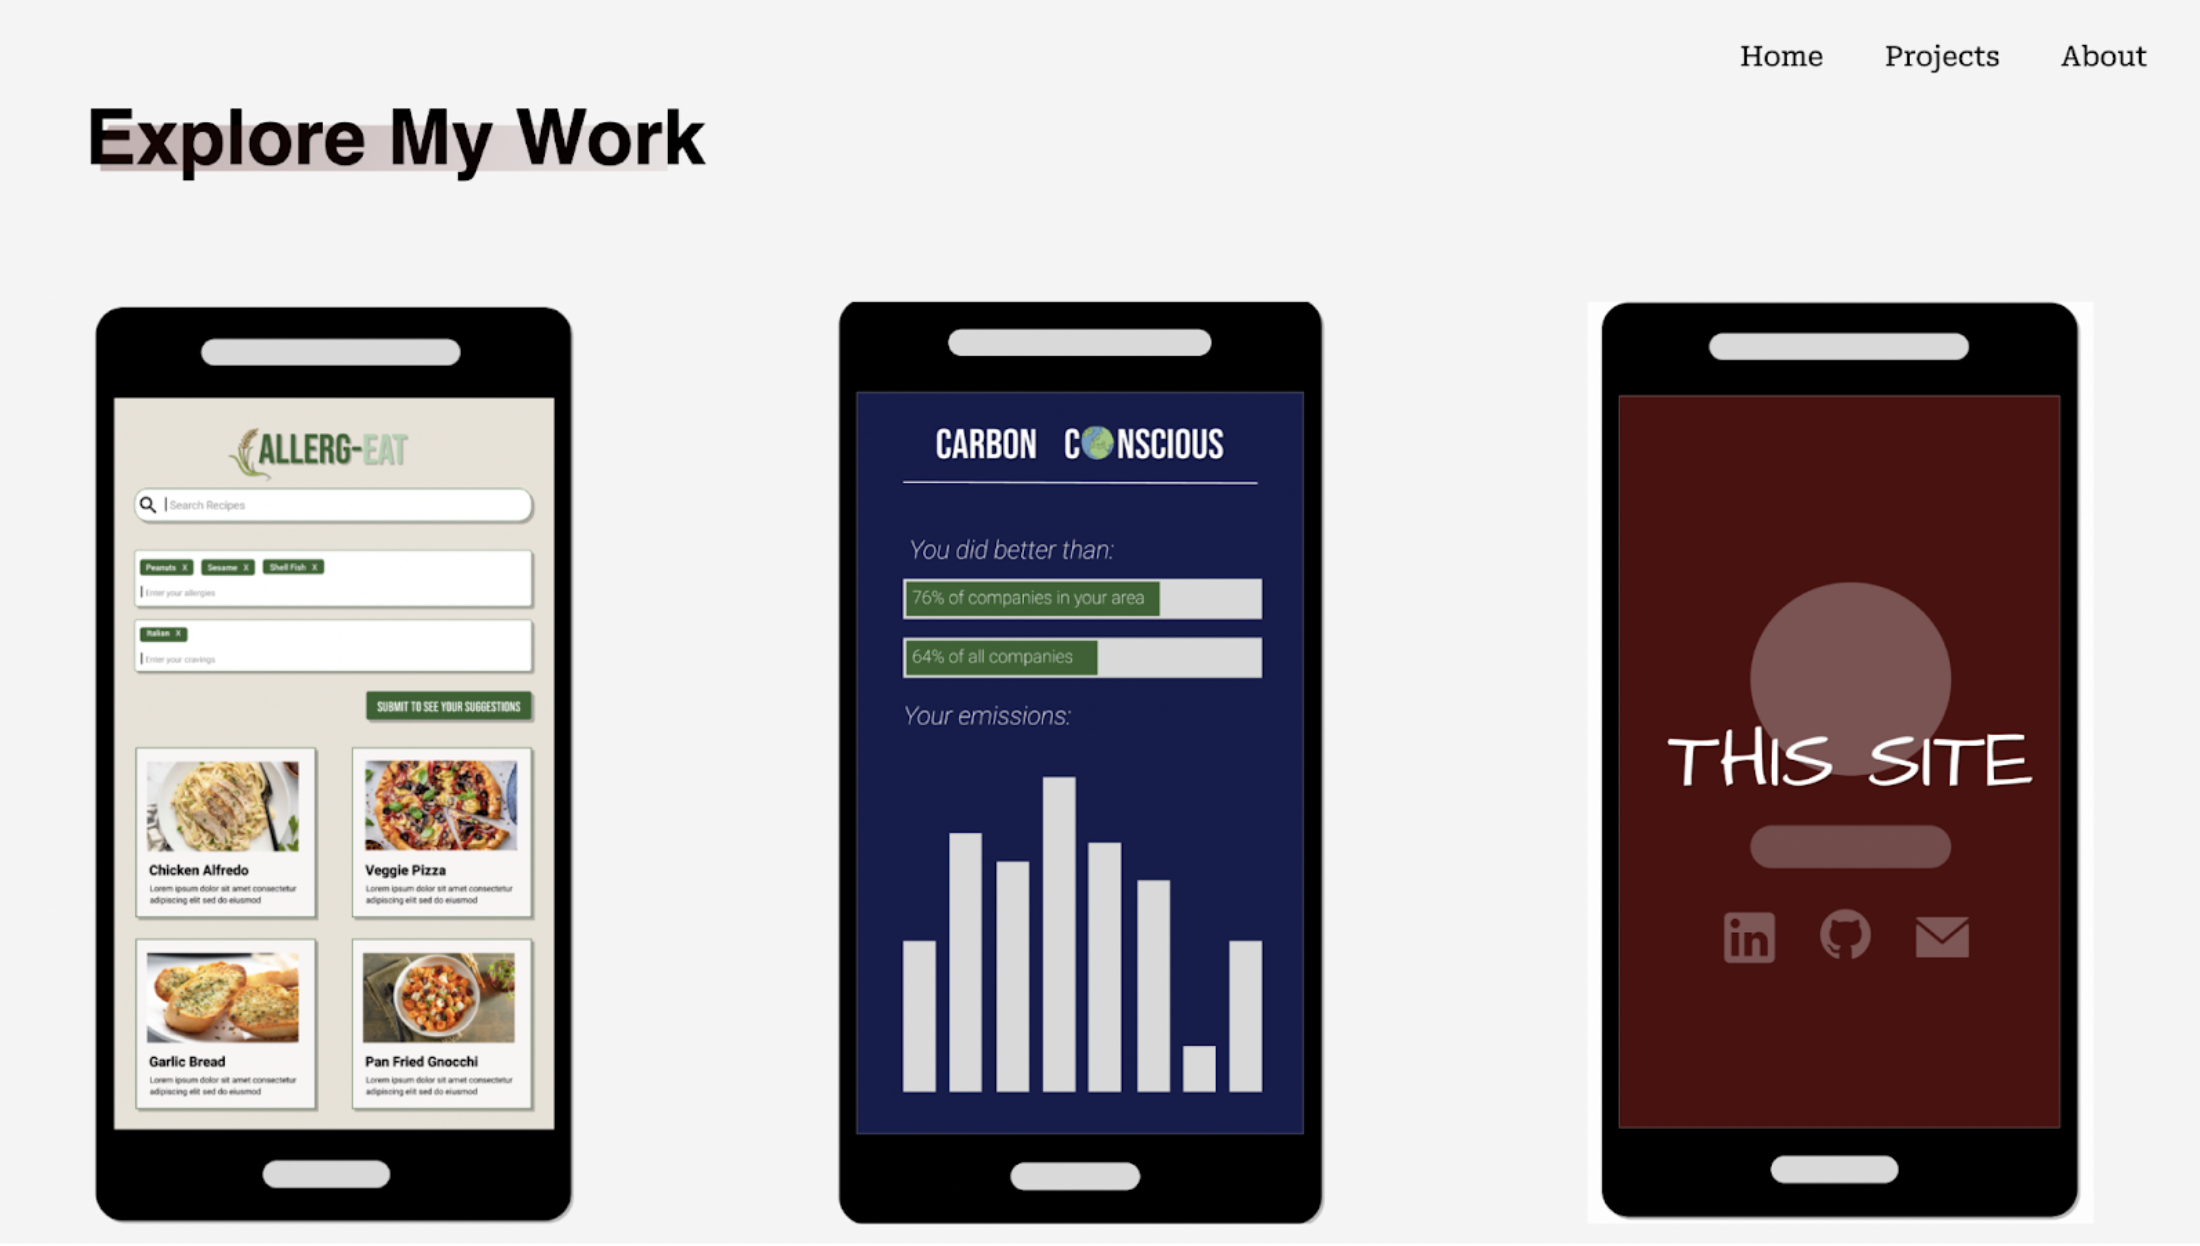 Home Projects About
Explore My Work
ALLERG-EAT
Search Recipes
Peanuts X Sesame X Shell Fish X
Enter your allergies
Italian X
Enter your cravings
SUBMIT TO SEE YOUR SUGGESTIONS
Chicken Alfredo
Lorem ipsum dolor sit amet consectetur
adipiscing elit sed do eiusmod
Veggie Pizza
Lorem ipsum dolor sit amet consectetur
adipiscing elit sed do eiusmod
Garlic Bread
Lorem ipsum dolor sit amet consectetur
adipiscing elit sed do eiusmod
Pan Fried Gnocchi
Lorem ipsum dolor sit amet consectetur
adipiscing elit sed do eiusmod
CARBON CONSCIOUS
You did better than:
76% of companies in your area
64% of all companies
Your emissions:
THIS SITE
in